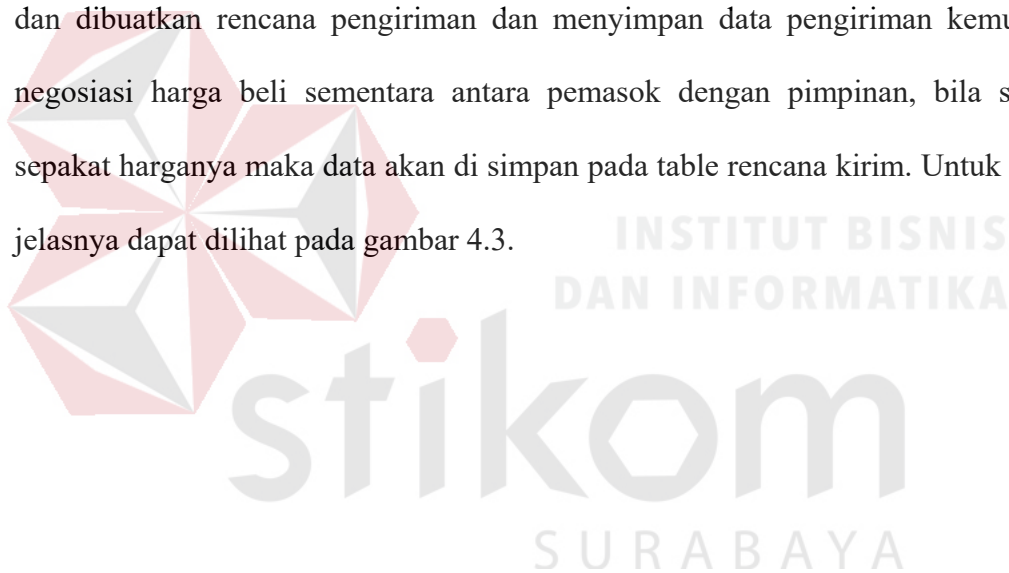 dan dibuatkan rencana pengiriman dan menyimpan data pengiriman kemu
negosiasi harga beli sementara antara pemasok dengan pimpinan, bila s
sepakat harganya maka data akan di simpan pada table rencana kirim. Untuk
jelasnya dapat dilihat pada gambar 4.3.
INSTITUT BISNIS
DAN INFORMATIKA
stikom
SURABAYA